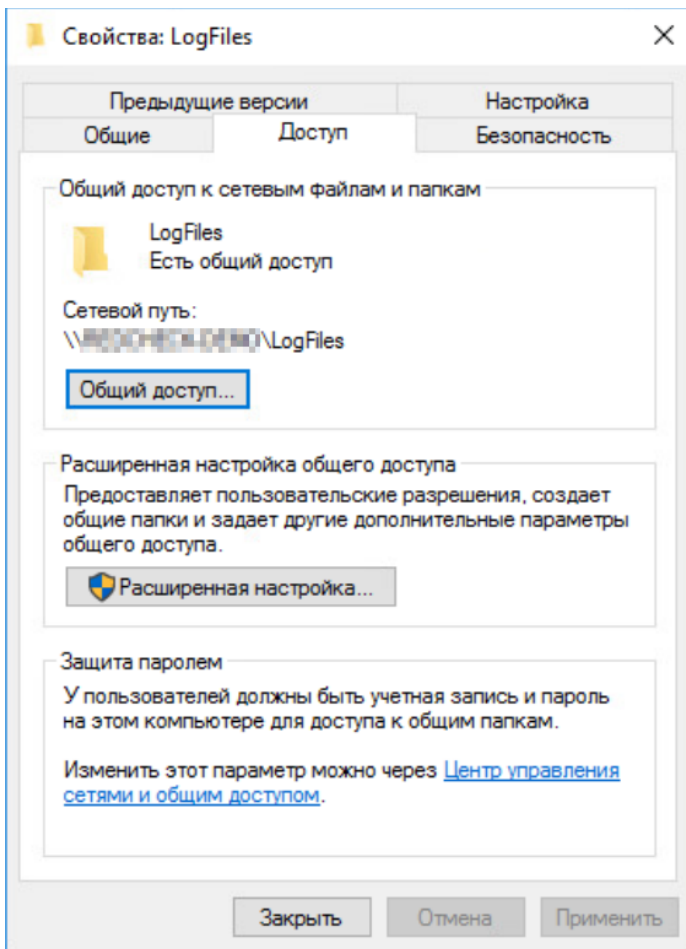 Свойства: LogFiles
Предыдущие версии
Настройка
Общие
Доступ
Безопасность
Общий доступ к сетевым файлам и папкам
LogFiles
Есть общий доступ
Сетевой путь:
\\ \LogFiles
Общий доступ...
Расширенная настройка общего доступа
Предоставляет пользовательские разрешения, создает
общие папки и задает другие дополнительные параметры
общего доступа.
Расширенная настройка...
Защита паролем
У пользователей должны быть учетная запись и пароль
на этом компьютере для доступа к общим папкам.
Изменить этот параметр можно через Центр управления
сетями и общим доступом.
Закрыть
Отмена
Применить